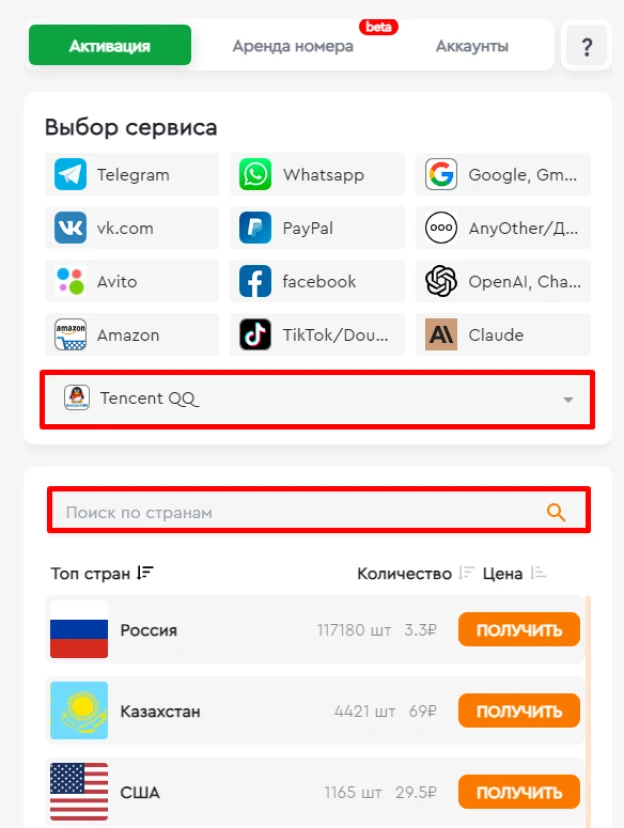 beta
Активация Аренда номера Аккаунты ?
Выбор сервиса
Telegram Whatsapp Google, Gm...
vk.com PayPal AnyOther/Д...
Avito facebook OpenAI, Cha...
amazon Amazon TikTok/Dou... Claude
Tencent QQ
Поиск по странам
Топ стран Количество Цена
Россия 117180 шт 3.3₽ ПОЛУЧИТЬ
Казахстан 4421 шт 69₽ ПОЛУЧИТЬ
США 1165 шт 29.5₽ ПОЛУЧИТЬ